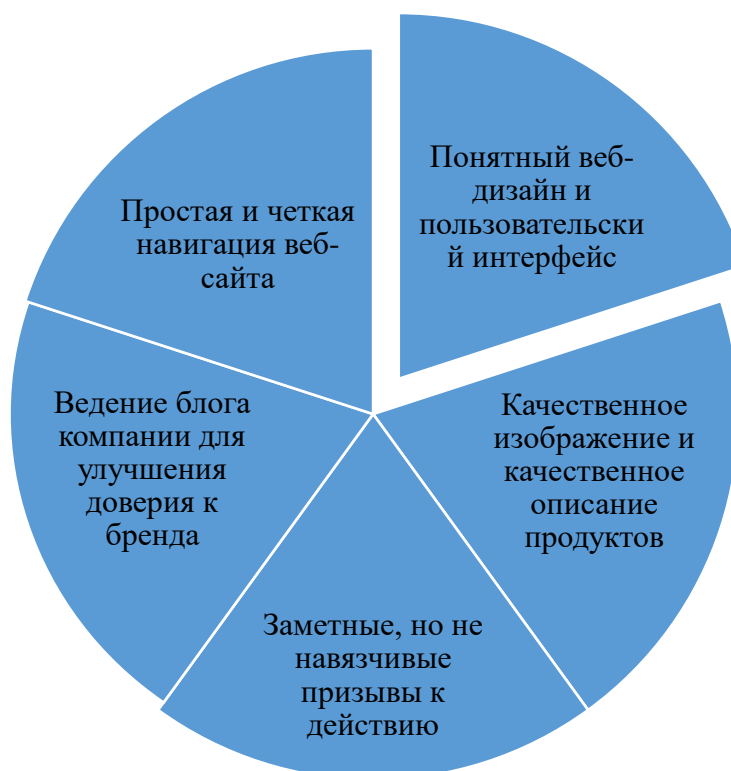 Понятный веб-
дизайн и
пользовательски
й интерфейс
Качественное
изображение и
качественное
описание
продуктов
Заметные, но не
навязчивые
призывы к
действию
Ведение блога
компании для
улучшения
доверия к
бренда
Простая и четкая
навигация веб-
сайта